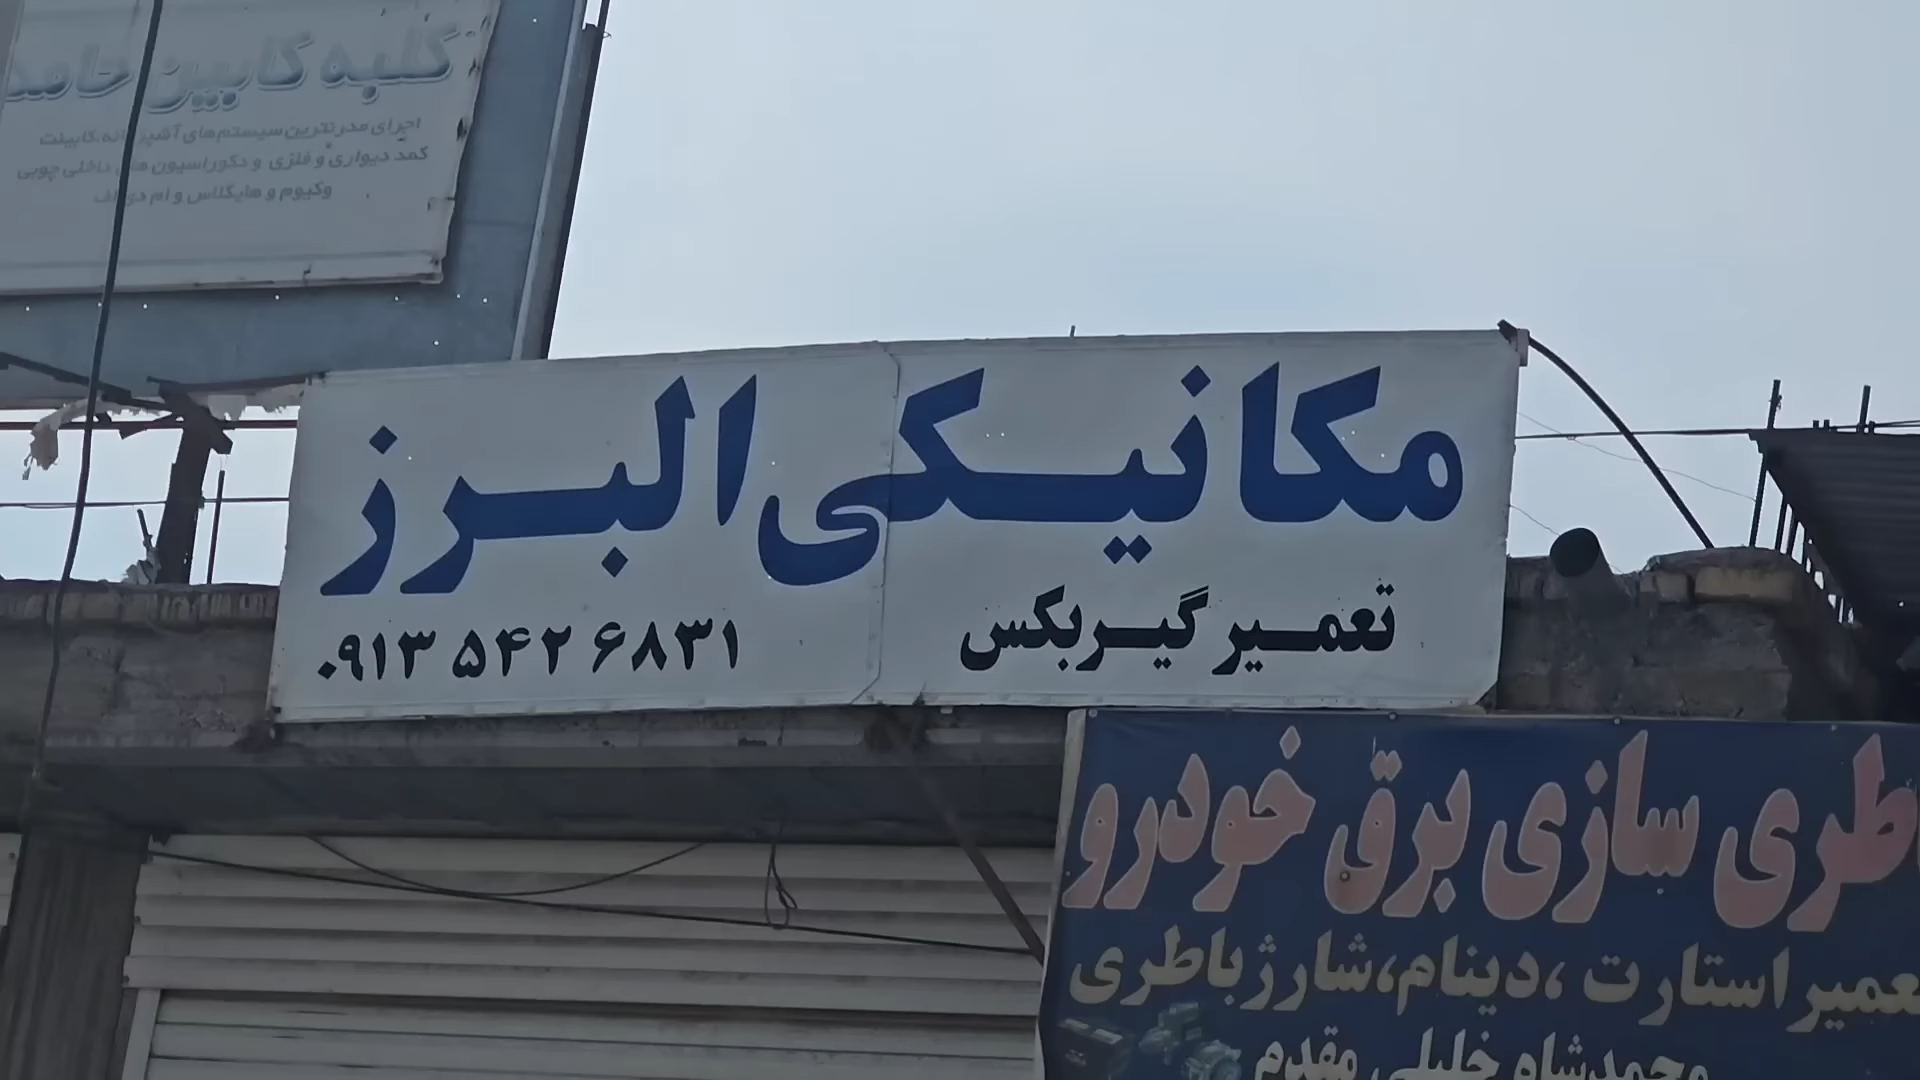 کلبه کابین حامد
اجرای مدرنترین سیستم‌های آشپزخانه، کابینت
کمد دیواری و فلزی و دکوراسیون های داخلی چوبی
وکیوم و هایگلاس و ام دی اف
مکانیکی البرز
تعمیر گیربکس
۰۹۱۳ ۵۴۲ ۶۸۳۱
باطری سازی برق خودرو
تعمیر استارت ، دینام، شارژ باطری
محمدشاه خلیلی مقدم